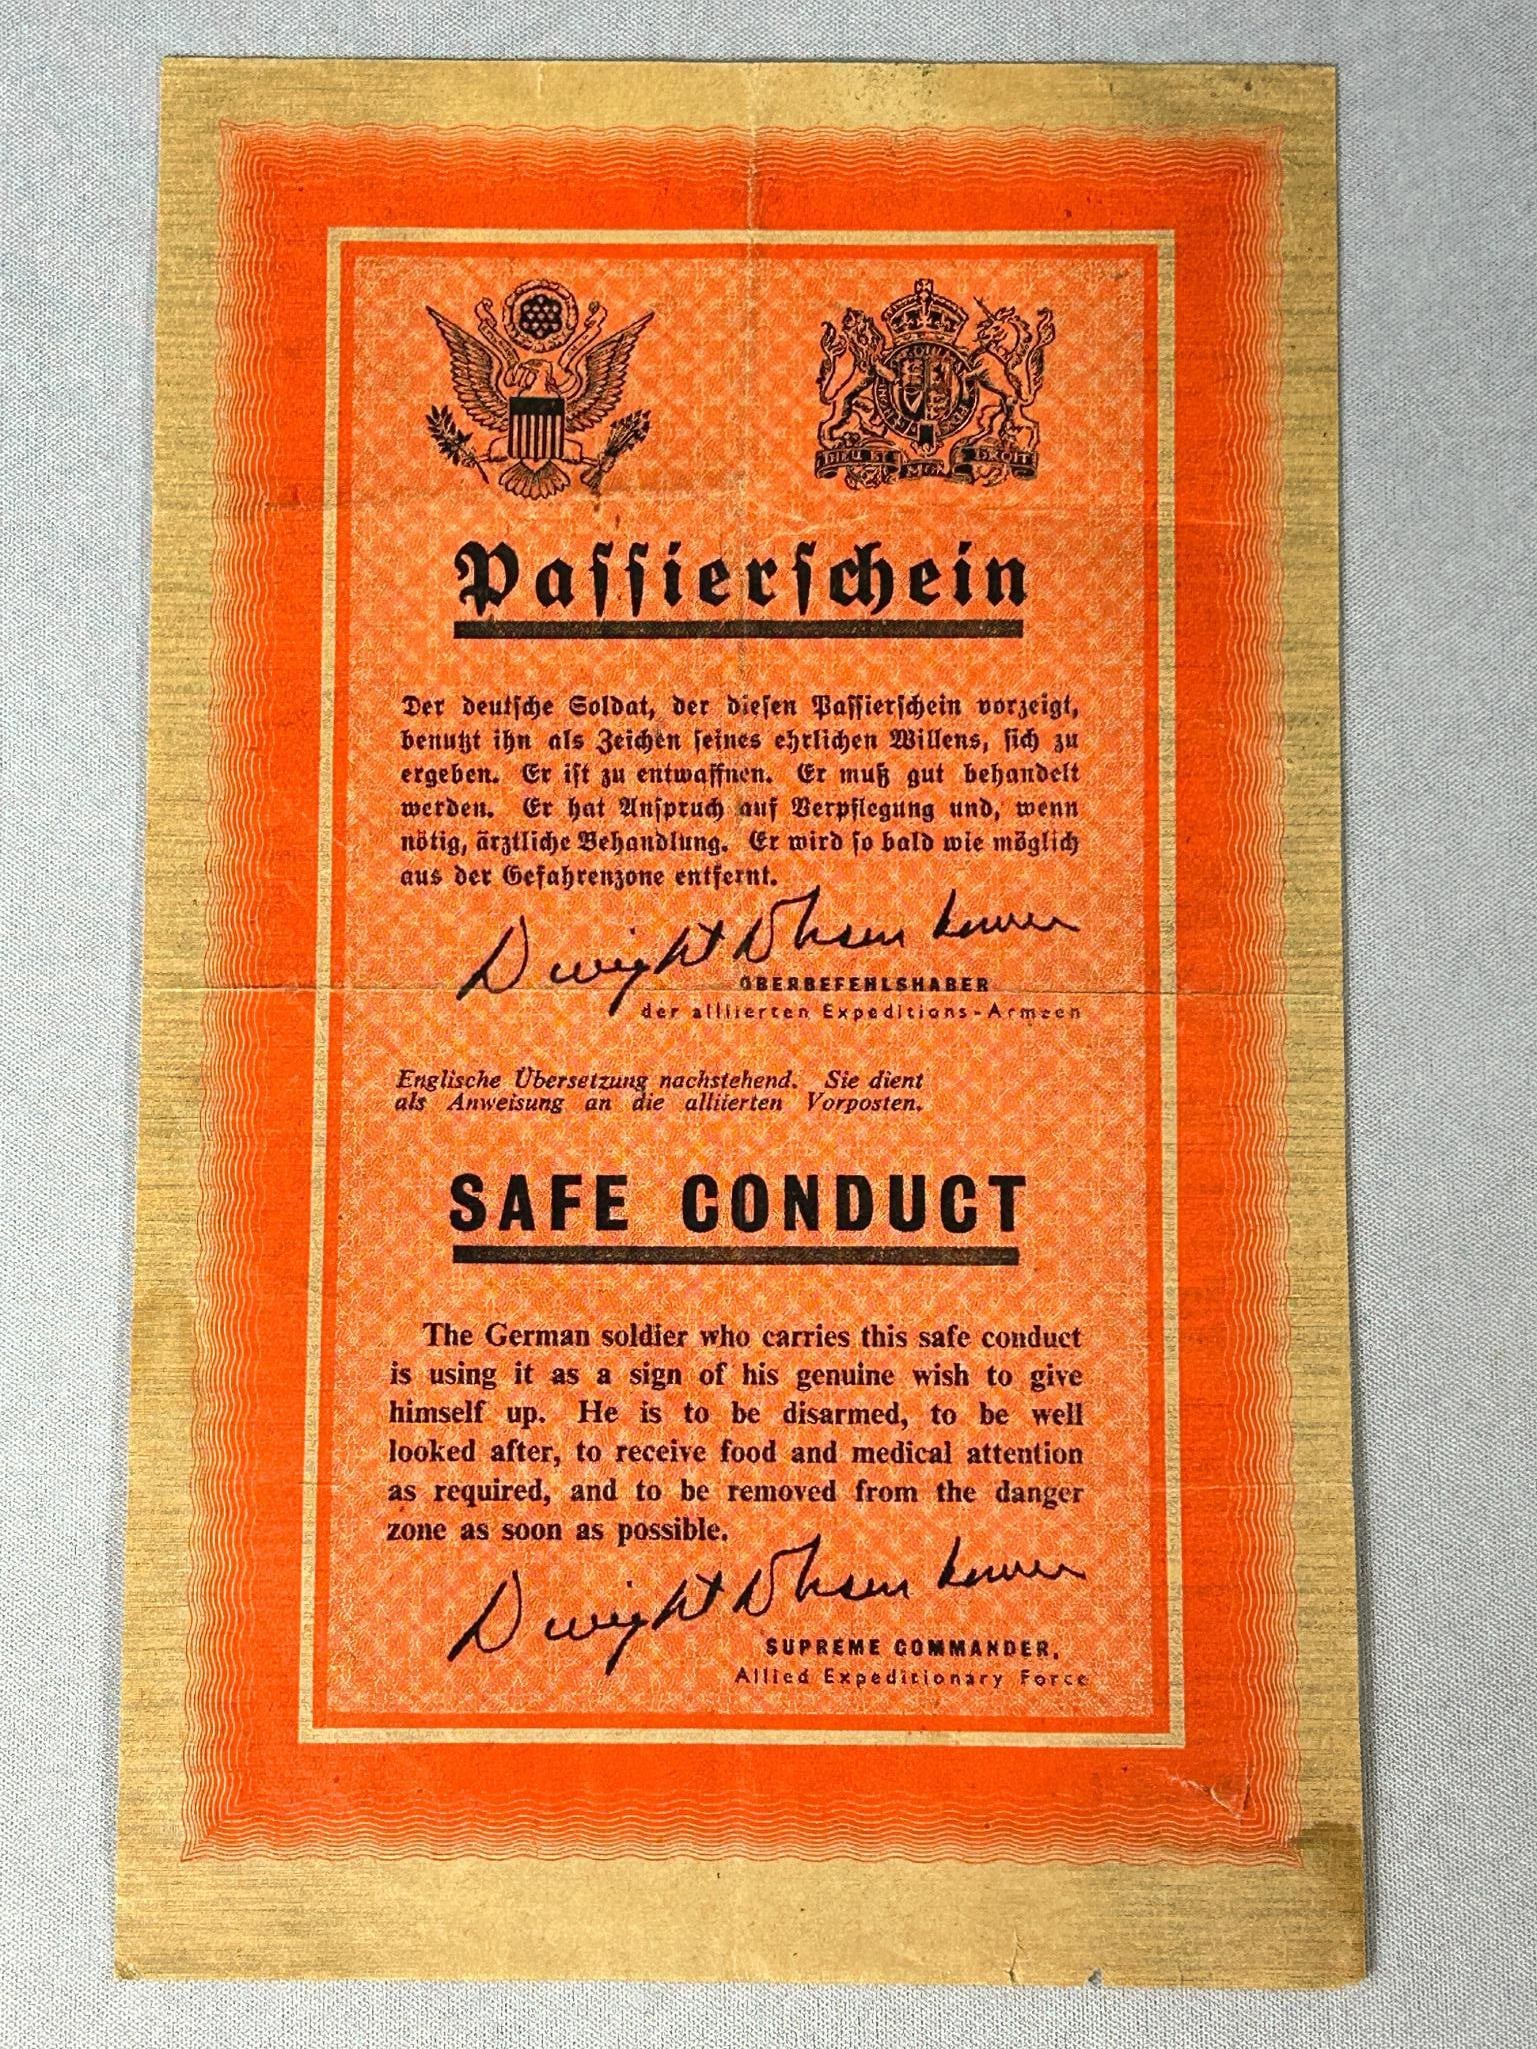 DIEU ET MON DROIT
Passierschein
Der deutsche Soldat, der diesen Passierschein vorzeigt,
benutzt ihn als Zeichen seines ehrlichen Willens, sich zu
ergeben. Er ist zu entwaffnen. Er muß gut behandelt
werden. Er hat Anspruch auf Verpflegung und, wenn
nötig, ärztliche Behandlung. Er wird so bald wie möglich
aus der Gefahrenzone entfernt.
Dwight D Eisenhower
OBERBEFEHLSHABER
der alliierten Expeditions-Armeen
Englische Übersetzung nachstehend. Sie dient
als Anweisung an die alliierten Vorposten.
SAFE CONDUCT
The German soldier who carries this safe conduct
is using it as a sign of his genuine wish to give
himself up. He is to be disarmed, to be well
looked after, to receive food and medical attention
as required, and to be removed from the danger
zone as soon as possible.
Dwight D Eisenhower
SUPREME COMMANDER,
Allied Expeditionary Force